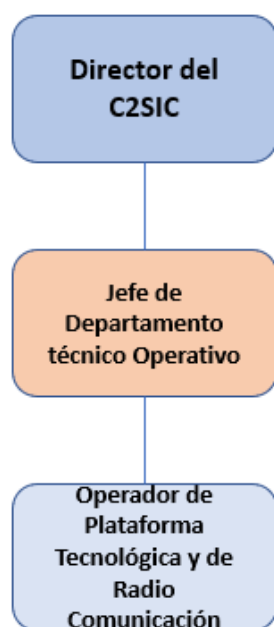 Director del
C2SIC
Jefe de
Departamento
técnico Operativo
Operador de
Plataforma
Tecnológica y de
Radio
Comunicación